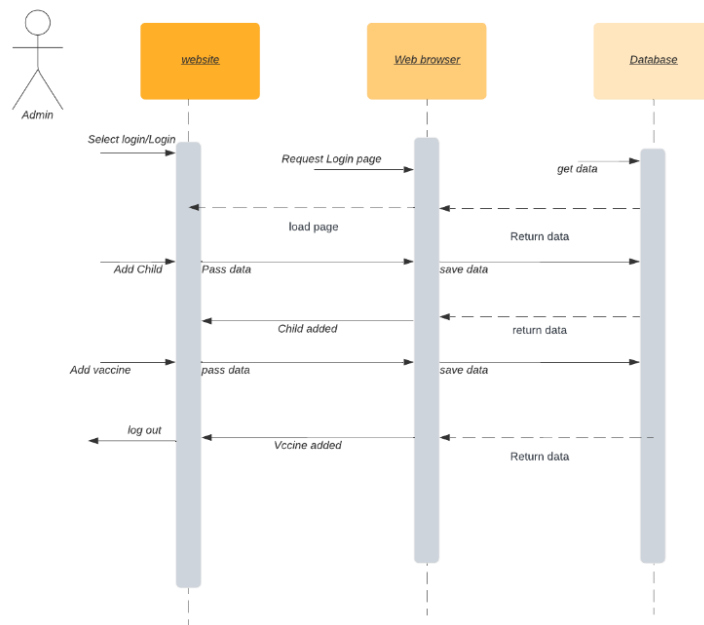 website
Web browser
Database
Admin
Select login/Login
Request Login page
get data
load page
Return data
Add Child
Pass data
save data
Child added
return data
Add vaccine
pass data
save data
log out
Vccine added
Return data